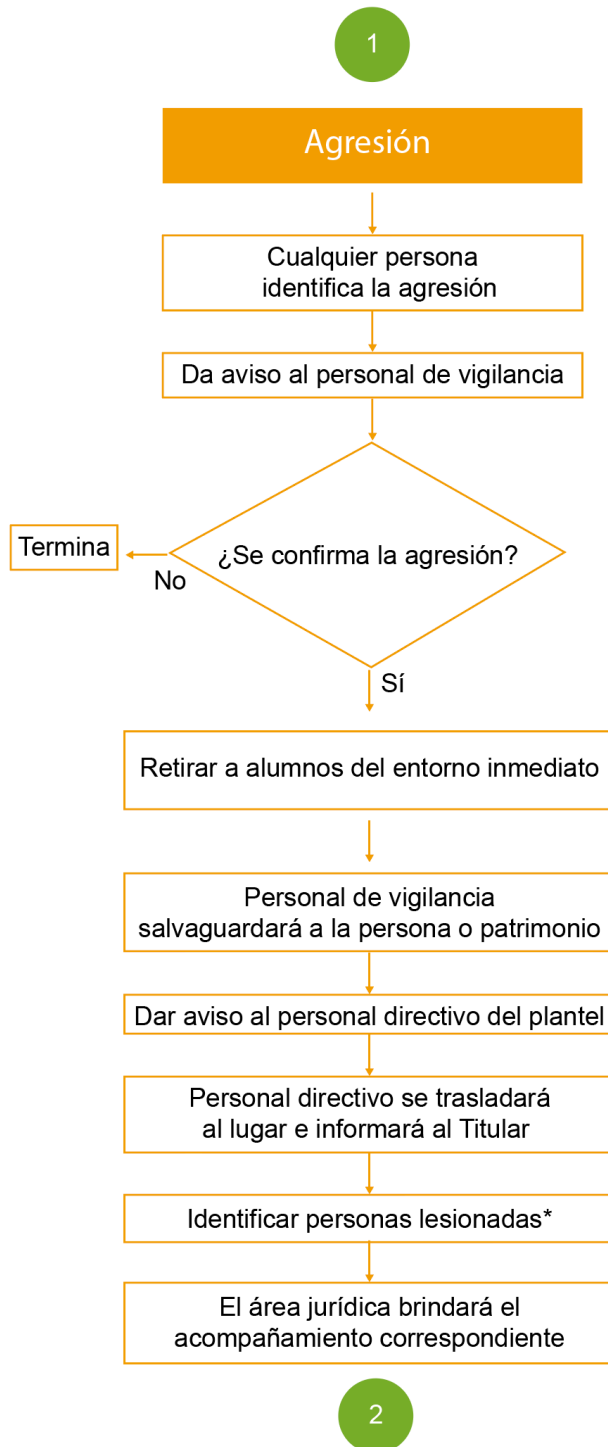 1
Agresión
Cualquier persona
identifica la agresión
Da aviso al personal de vigilancia
¿Se confirma la agresión?
Termina
No
Sí
Retirar a alumnos del entorno inmediato
Personal de vigilancia
salvaguardará a la persona o patrimonio
Dar aviso al personal directivo del plantel
Personal directivo se trasladará
al lugar e informará al Titular
Identificar personas lesionadas*
El área jurídica brindará el
acompañamiento correspondiente
2